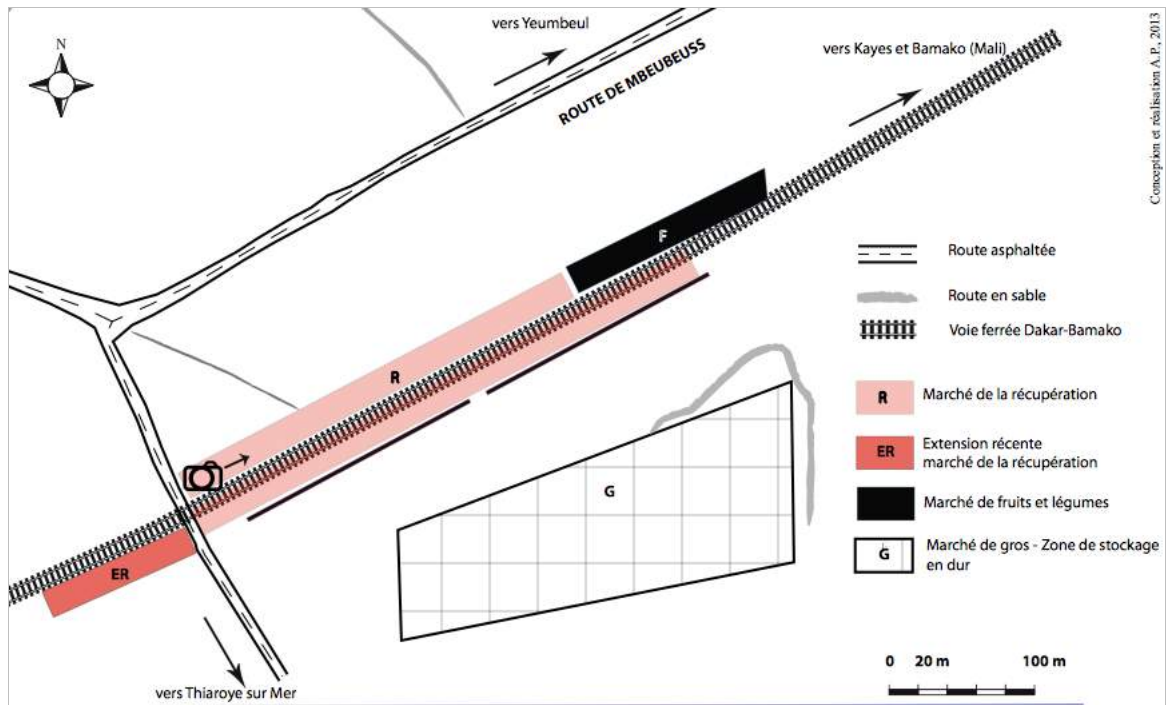 vers Yeumbeul
vers Kayes et Bamako (Mali)
ROUTE DE MBEUBEUSS
Conception et réalisation A.P., 2013
N
F
R
G
ER
vers Thiaroye sur Mer
Route asphaltée
Route en sable
Voie ferrée Dakar-Bamako
R Marché de la récupération
ER Extension récente
marché de la récupération
Marché de fruits et légumes
G Marché de gros - Zone de stockage
en dur
0 20 m 100 m